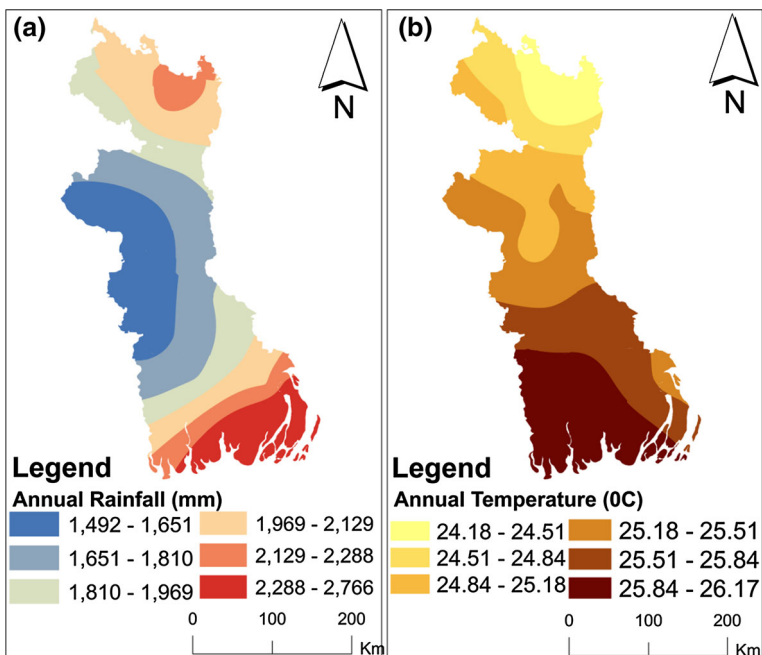 (a)
N
Legend
Annual Rainfall (mm)
1,492 - 1,651
1,969 - 2,129
1,651 - 1,810
2,129 - 2,288
1,810 - 1,969
2,288 - 2,766
0 100 200
Km
(b)
N
Legend
Annual Temperature (0C)
24.18 - 24.51
25.18 - 25.51
24.51 - 24.84
25.51 - 25.84
24.84 - 25.18
25.84 - 26.17
0 100 200
Km